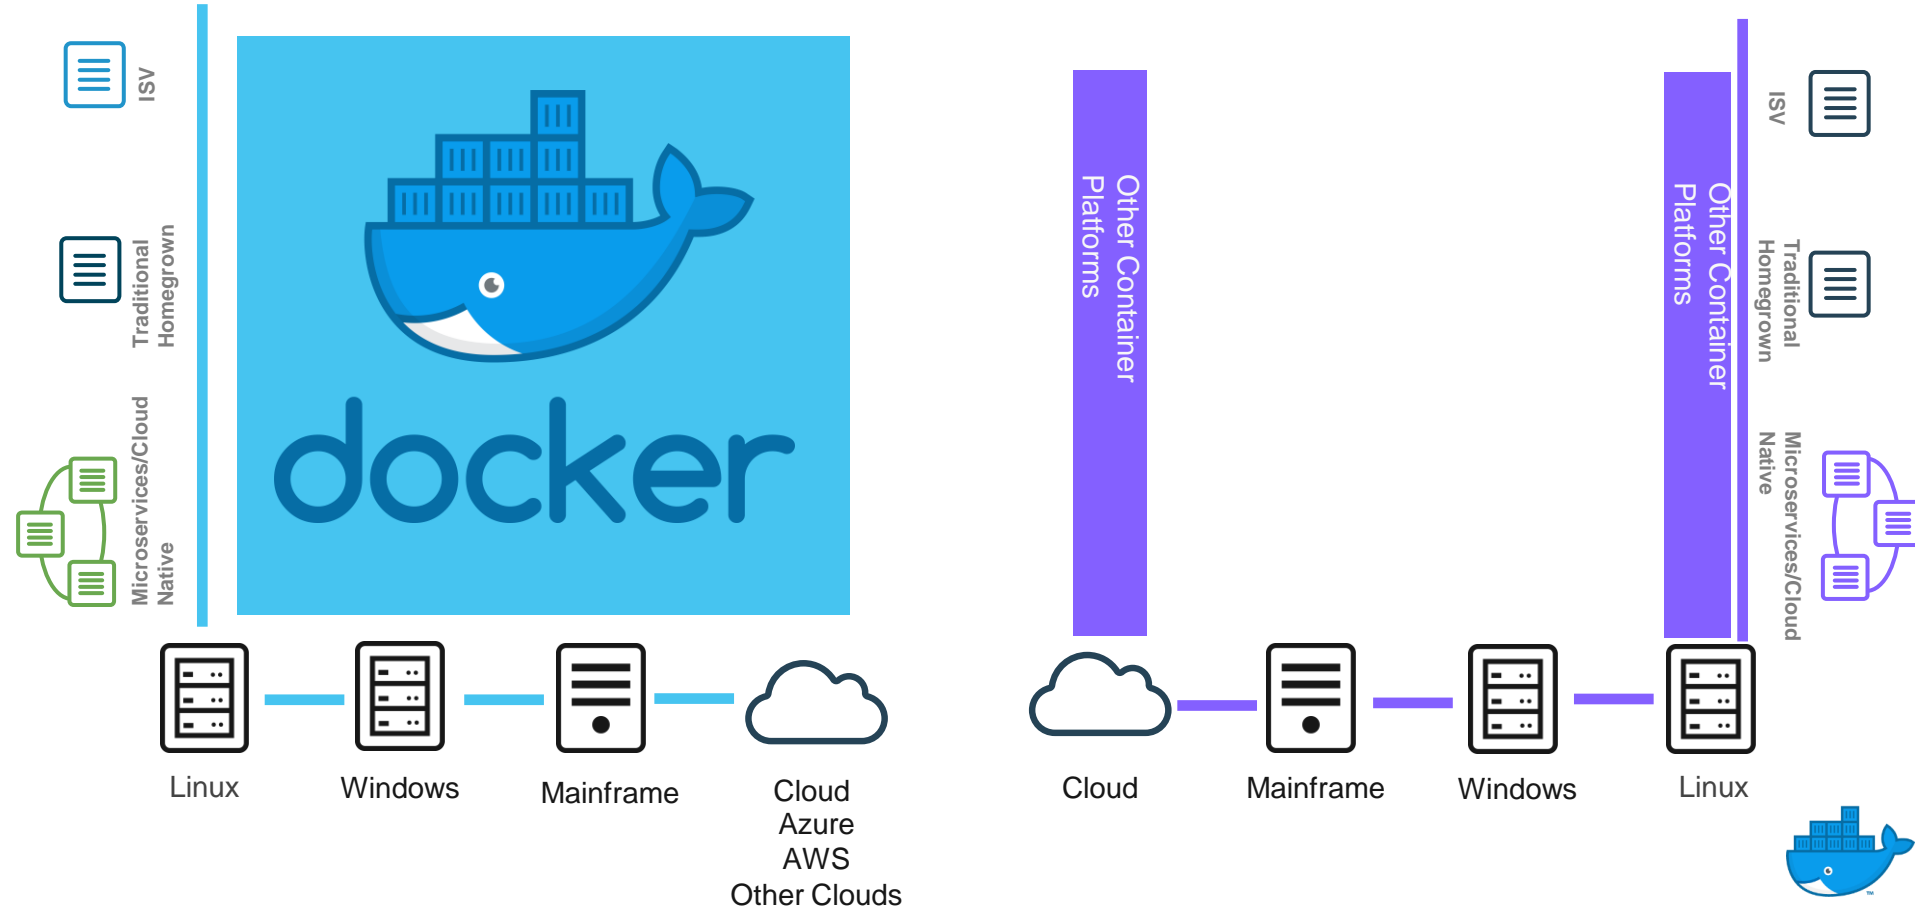 ISV
Traditional
Homegrown
Microservices/Cloud
Native
docker
Linux
Windows
Mainframe
Cloud
Azure
AWS
Other Clouds
Other Container
Platforms
Other Container
Platforms
ISV
Traditional
Homegrown
Microservices/Cloud
Native
Cloud
Mainframe
Windows
Linux
TM